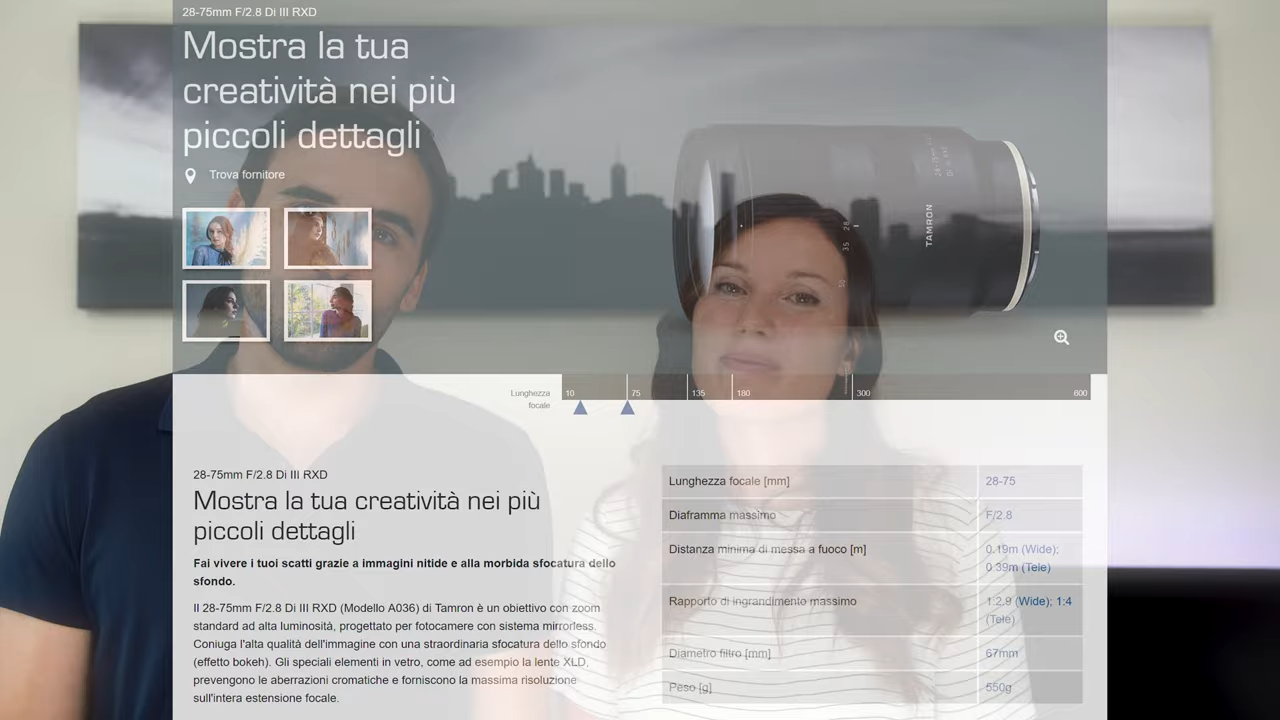 28-75mm F/2.8 Di III RXD
Mostra la tua
creatività nei più
piccoli dettagli
Trova fornitore
TAMRON
28
35
50
Lunghezza
focale
10
75
135
180
300
600
28-75mm F/2.8 Di III RXD
Mostra la tua creatività nei più
piccoli dettagli
Fai vivere i tuoi scatti grazie a immagini nitide e alla morbida sfocatura dello
sfondo.
Il 28-75mm F/2.8 Di III RXD (Modello A036) di Tamron è un obiettivo con zoom
standard ad alta luminosità, progettato per fotocamere con sistema mirrorless.
Coniuga l'alta qualità dell'immagine con una straordinaria sfocatura dello sfondo
(effetto bokeh). Gli speciali elementi in vetro, come ad esempio la lente XLD,
prevengono le aberrazioni cromatiche e forniscono la massima risoluzione
sull'intera estensione focale.
Lunghezza focale [mm] 28-75
Diaframma massimo F/2.8
Distanza minima di messa a fuoco [m] 0.19m (Wide);
0.39m (Tele)
Rapporto di ingrandimento massimo 1:2.9 (Wide); 1:4
(Tele)
Diametro filtro [mm] 67mm
Peso [g] 550g